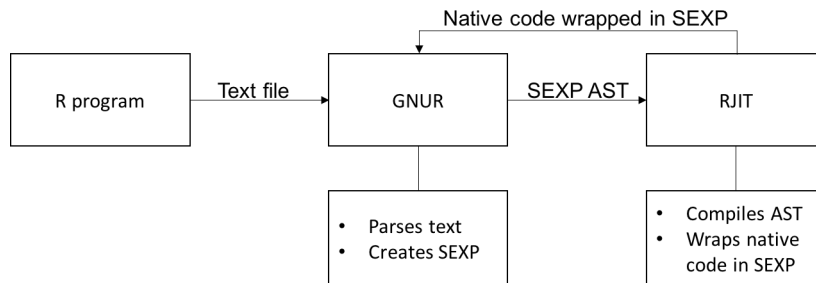 Native code wrapped in SEXP
R program
Text file
GNUR
SEXP AST
RJIT
• Parses text
• Creates SEXP
• Compiles AST
• Wraps native
code in SEXP